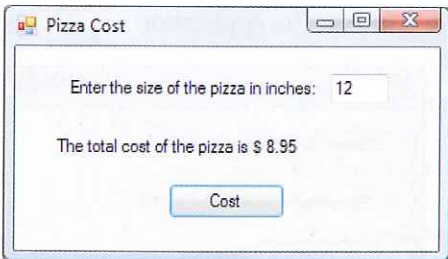 Pizza Cost
Enter the size of the pizza in inches: 12
The total cost of the pizza is $ 8.95
Cost